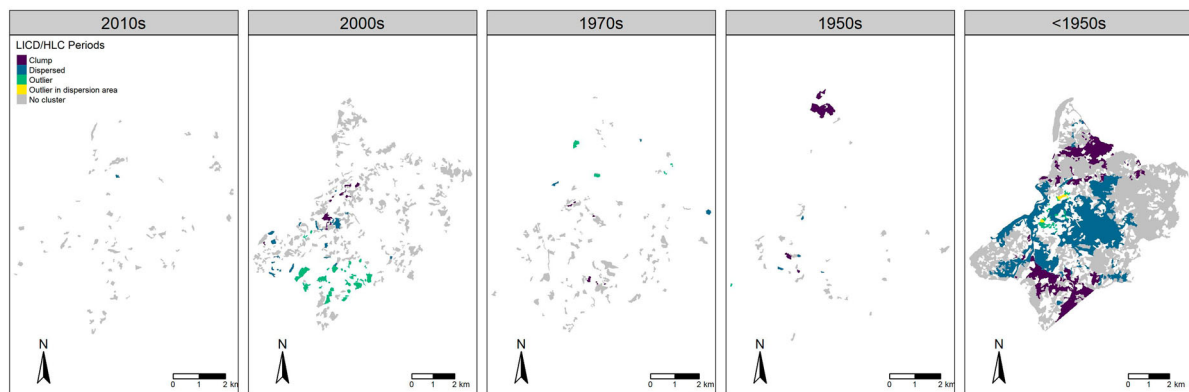 2010s
2000s
1970s
1950s
<1950s
LICD/HLC Periods
Clump
Dispersed
Outlier
Outlier in dispersion area
No cluster
N
0 1 2 km
N
0 1 2 km
N
0 1 2 km
N
0 1 2 km
N
0 1 2 km